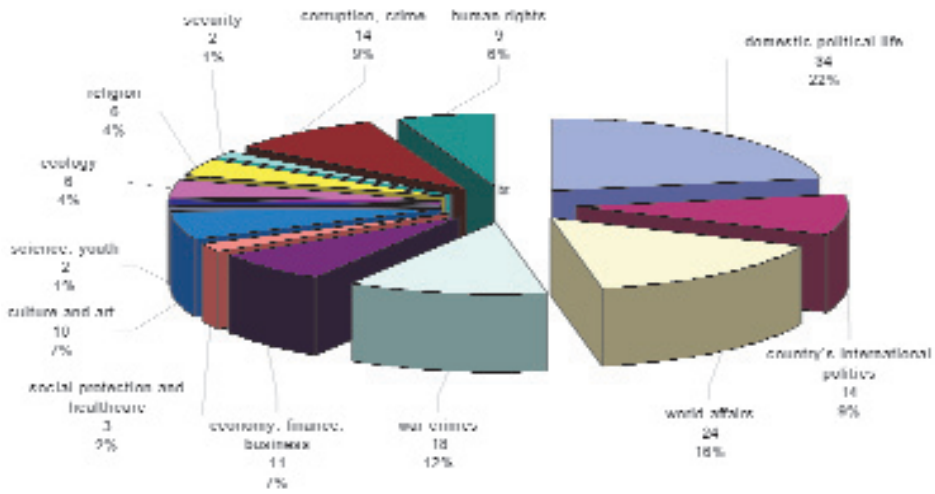 security
2
1%
corruption, crime
14
9%
human rights
9
6%
domestic political life
34
22%
religion
6
4%
ecology
6
4%
science, youth
2
1%
culture and art
10
7%
social protection and
healthcare
3
2%
economy, finance,
business
11
7%
war crimes
18
12%
world affairs
24
16%
country's international
politics
14
9%